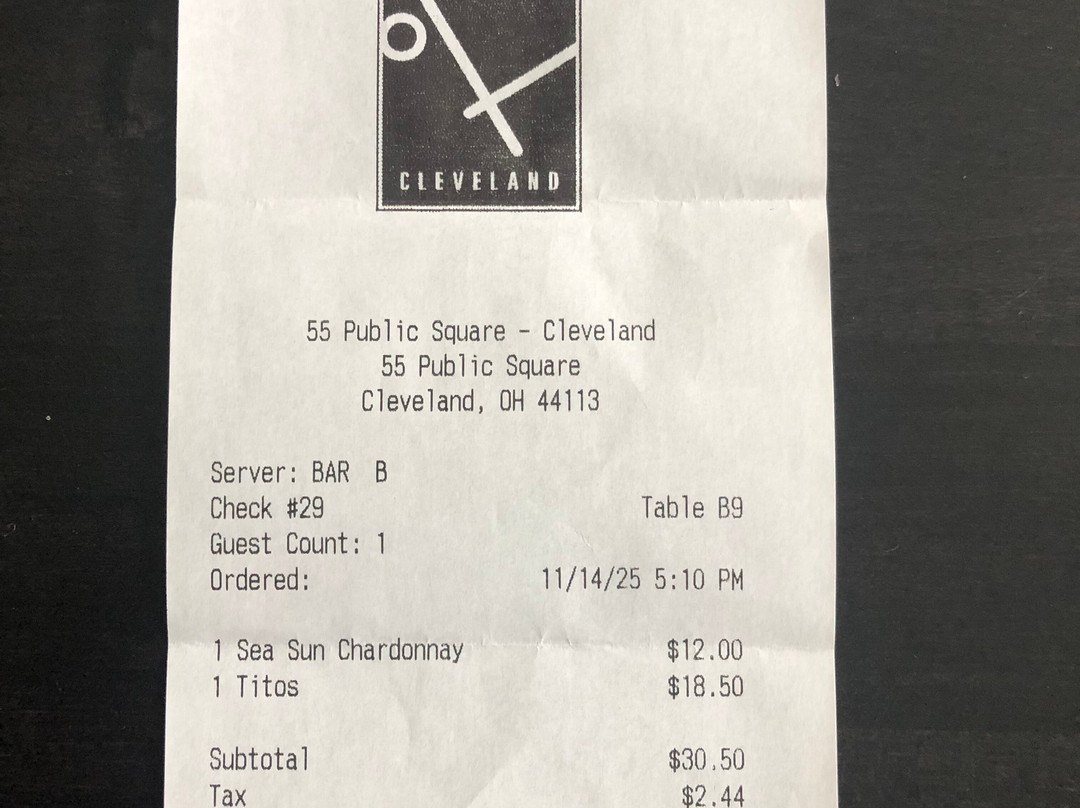 CLEVELAND
55 Public Square - Cleveland
55 Public Square
Cleveland, OH 44113
Server: BAR B
Check #29 Table B9
Guest Count: 1
Ordered: 11/14/25 5:10 PM
1 Sea Sun Chardonnay $12.00
1 Titos $18.50
Subtotal $30.50
Tax $2.44